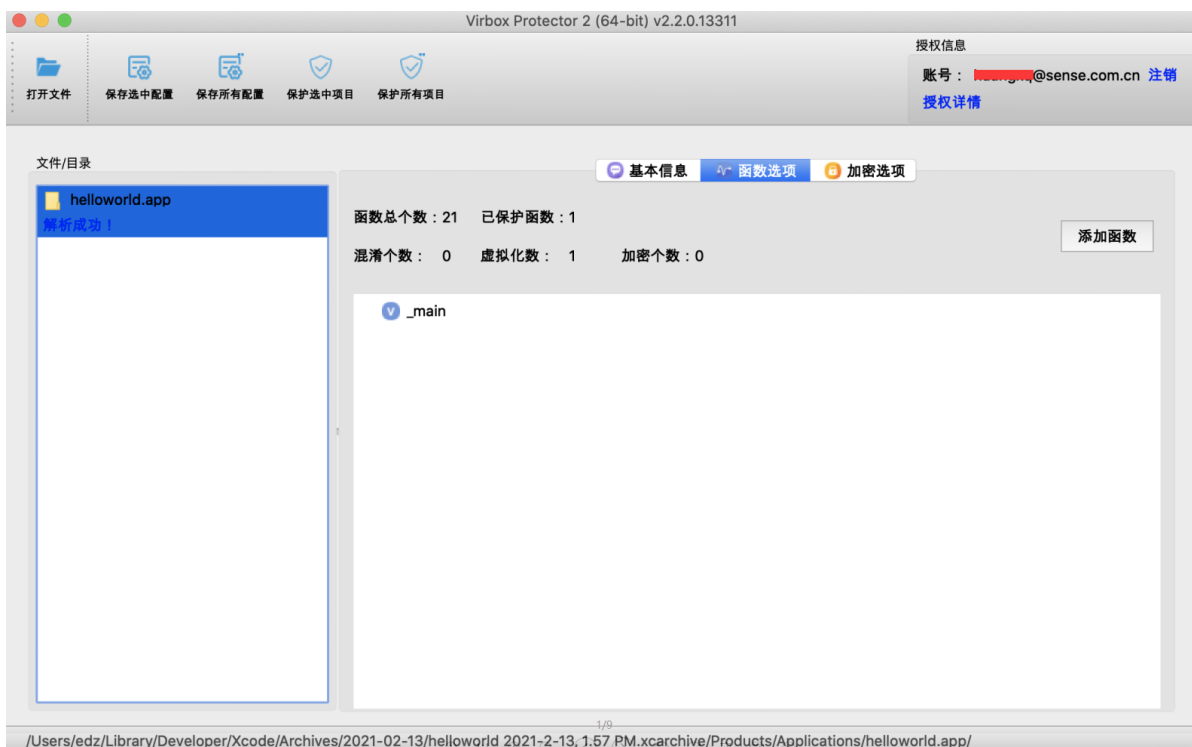 Virbox Protector 2 (64-bit) v2.2.0.13311
打开文件
保存选中配置
保存所有配置
保护选中项目
保护所有项目
授权信息
账号： @sense.com.cn 注销
授权详情
文件/目录
helloworld.app
解析成功！
基本信息
函数选项
加密选项
函数总个数：21 已保护函数：1
混淆个数： 0 虚拟化数： 1 加密个数：0
添加函数
V _main
1/9
/Users/edz/Library/Developer/Xcode/Archives/2021-02-13/helloworld 2021-2-13, 1.57 PM.xcarchive/Products/Applications/helloworld.app/